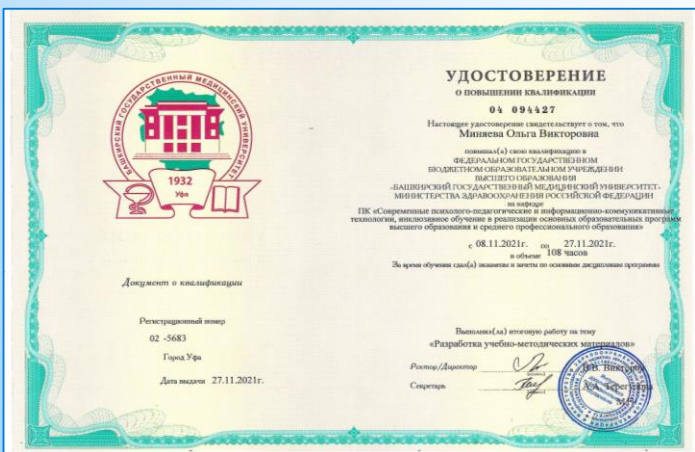 БАШКИРСКИЙ ГОСУДАРСТВЕННЫЙ МЕДИЦИНСКИЙ УНИВЕРСИТЕТ
1932
Уфа
Документ о квалификации
Регистрационный номер
02 -5683
Город Уфа
Дата выдачи 27.11.2021г.
УДОСТОВЕРЕНИЕ
О ПОВЫШЕНИИ КВАЛИФИКАЦИИ
04 094427
Настоящее удостоверение свидетельствует о том, что
Миняева Ольга Викторовна
повышал(а) свою квалификацию в
ФЕДЕРАЛЬНОМ ГОСУДАРСТВЕННОМ
БЮДЖЕТНОМ ОБРАЗОВАТЕЛЬНОМ УЧРЕЖДЕНИИ
ВЫСШЕГО ОБРАЗОВАНИЯ
«БАШКИРСКИЙ ГОСУДАРСТВЕННЫЙ МЕДИЦИНСКИЙ УНИВЕРСИТЕТ»
МИНИСТЕРСТВА ЗДРАВООХРАНЕНИЯ РОССИЙСКОЙ ФЕДЕРАЦИИ
на кафедре
ПК «Современные психолого-педагогические и информационно-коммуникативные
технологии, инклюзивное обучение в реализации основных образовательных программ
высшего образования и среднего профессионального образования»
с 08.11.2021г. по 27.11.2021г.
в объеме 108 часов
За время обучения сдал(а) экзамены и зачеты по основным дисциплинам программы
Выполнил(ла) итоговую работу на тему
«Разработка учебно-методических материалов»
Ректор/Директор
Секретарь